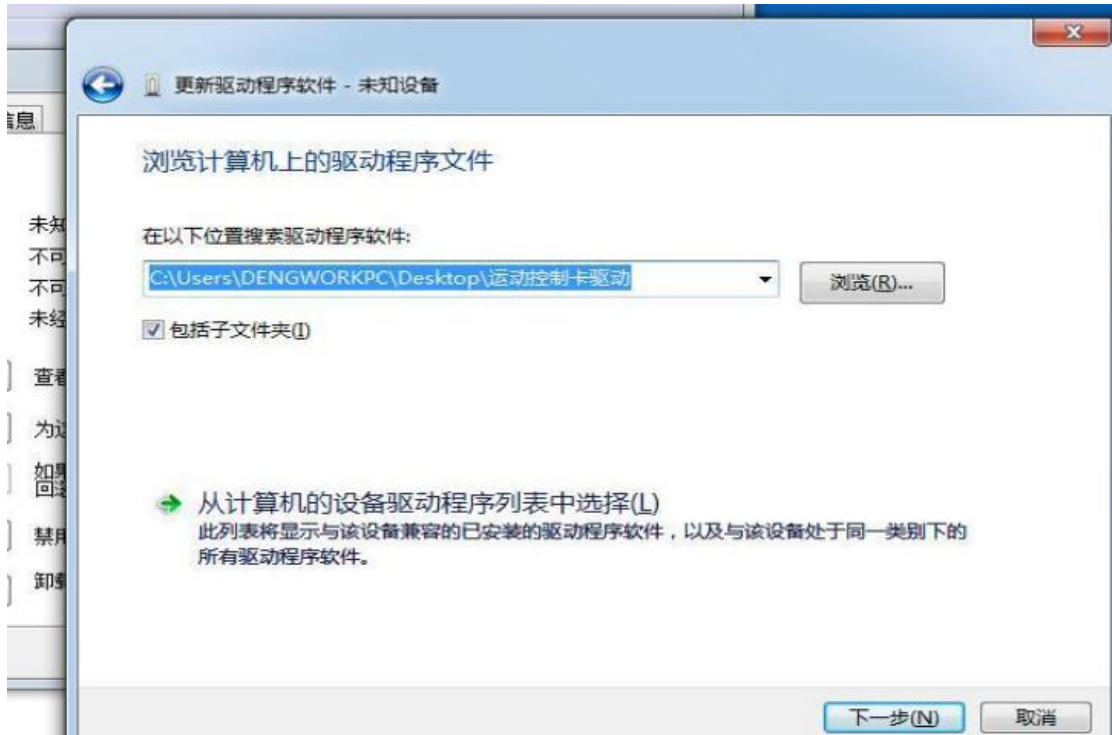 更新驱动程序软件 - 未知设备
信息
浏览计算机上的驱动程序文件
未知
在以下位置搜索驱动程序软件:
不可
C:\Users\DENGWORKPC\Desktop\运动控制卡驱动
浏览(R)...
不可
未经
包括子文件夹(I)
查看
为这
如果
回滚
从计算机的设备驱动程序列表中选择(L)
此列表将显示与该设备兼容的已安装的驱动程序软件，以及与该设备处于同一类别下的
所有驱动程序软件。
禁用
卸载
下一步(N)
取消